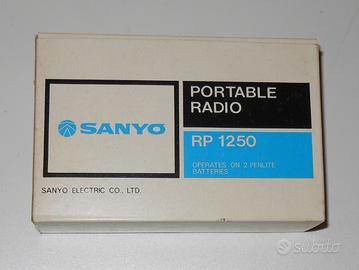 SANYO
PORTABLE
RADIO
RP 1250
OPERATES ON 2 PENLITE
BATTERIES
SANYO ELECTRIC CO., LTD.
subito